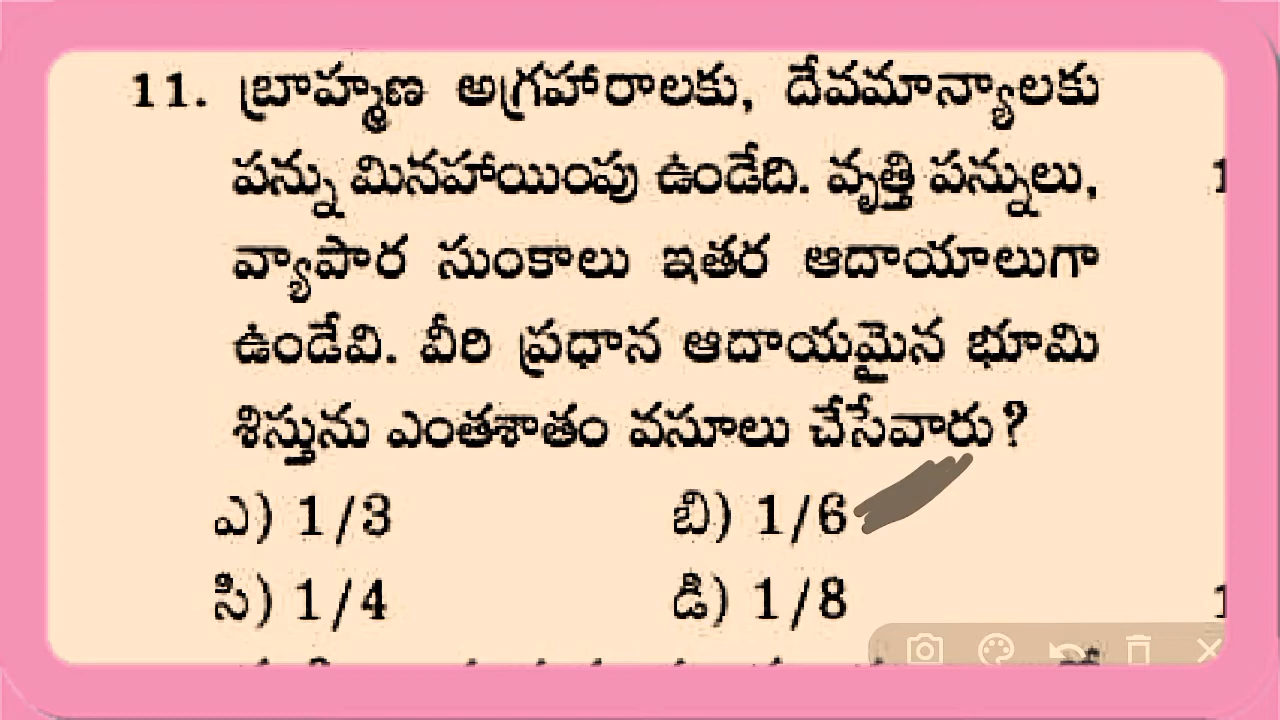 11. బ్రాహ్మణ అగ్రహారాలకు, దేవమాన్యాలకు
పన్ను మినహాయింపు ఉండేది. వృత్తి పన్నులు,
వ్యాపార సుంకాలు ఇతర ఆదాయాలుగా
ఉండేవి. వీరి ప్రధాన ఆదాయమైన భూమి
శిస్తును ఎంతశాతం వసూలు చేసేవారు?
ఎ) 1/3 బి) 1/6
సి) 1/4 డి) 1/8